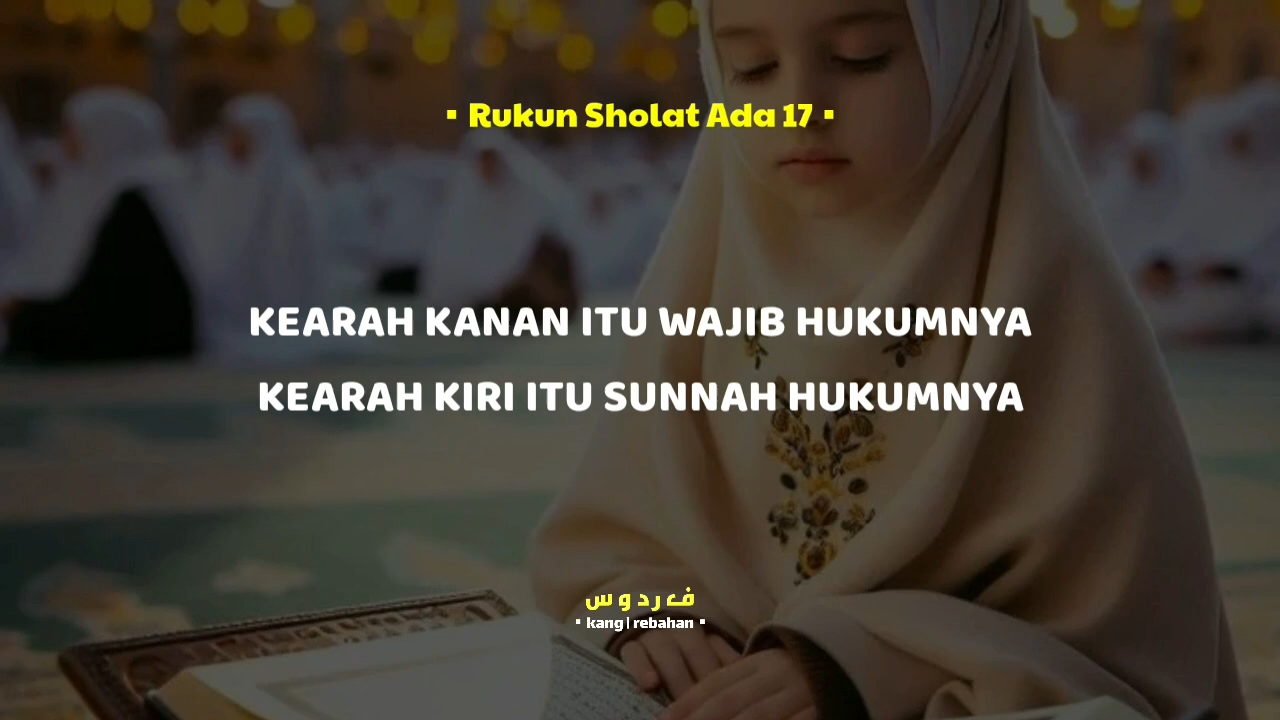 ▪ Rukun Sholat Ada 17 ▪
KEARAH KANAN ITU WAJIB HUKUMNYA
KEARAH KIRI ITU SUNNAH HUKUMNYA
ف ر د و س
▪ kang | rebahan ▪